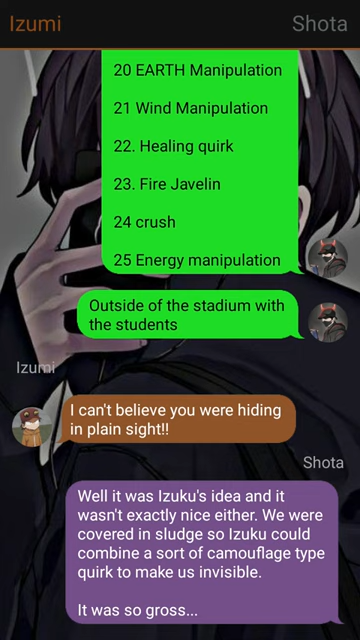 Izumi
Shota
20 EARTH Manipulation
21 Wind Manipulation
22. Healing quirk
23. Fire Javelin
24 crush
25 Energy manipulation
Outside of the stadium with
the students
Izumi
I can't believe you were hiding
in plain sight!!
Shota
Well it was Izuku's idea and it
wasn't exactly nice either. We were
covered in sludge so Izuku could
combine a sort of camouflage type
quirk to make us invisible.
It was so gross...